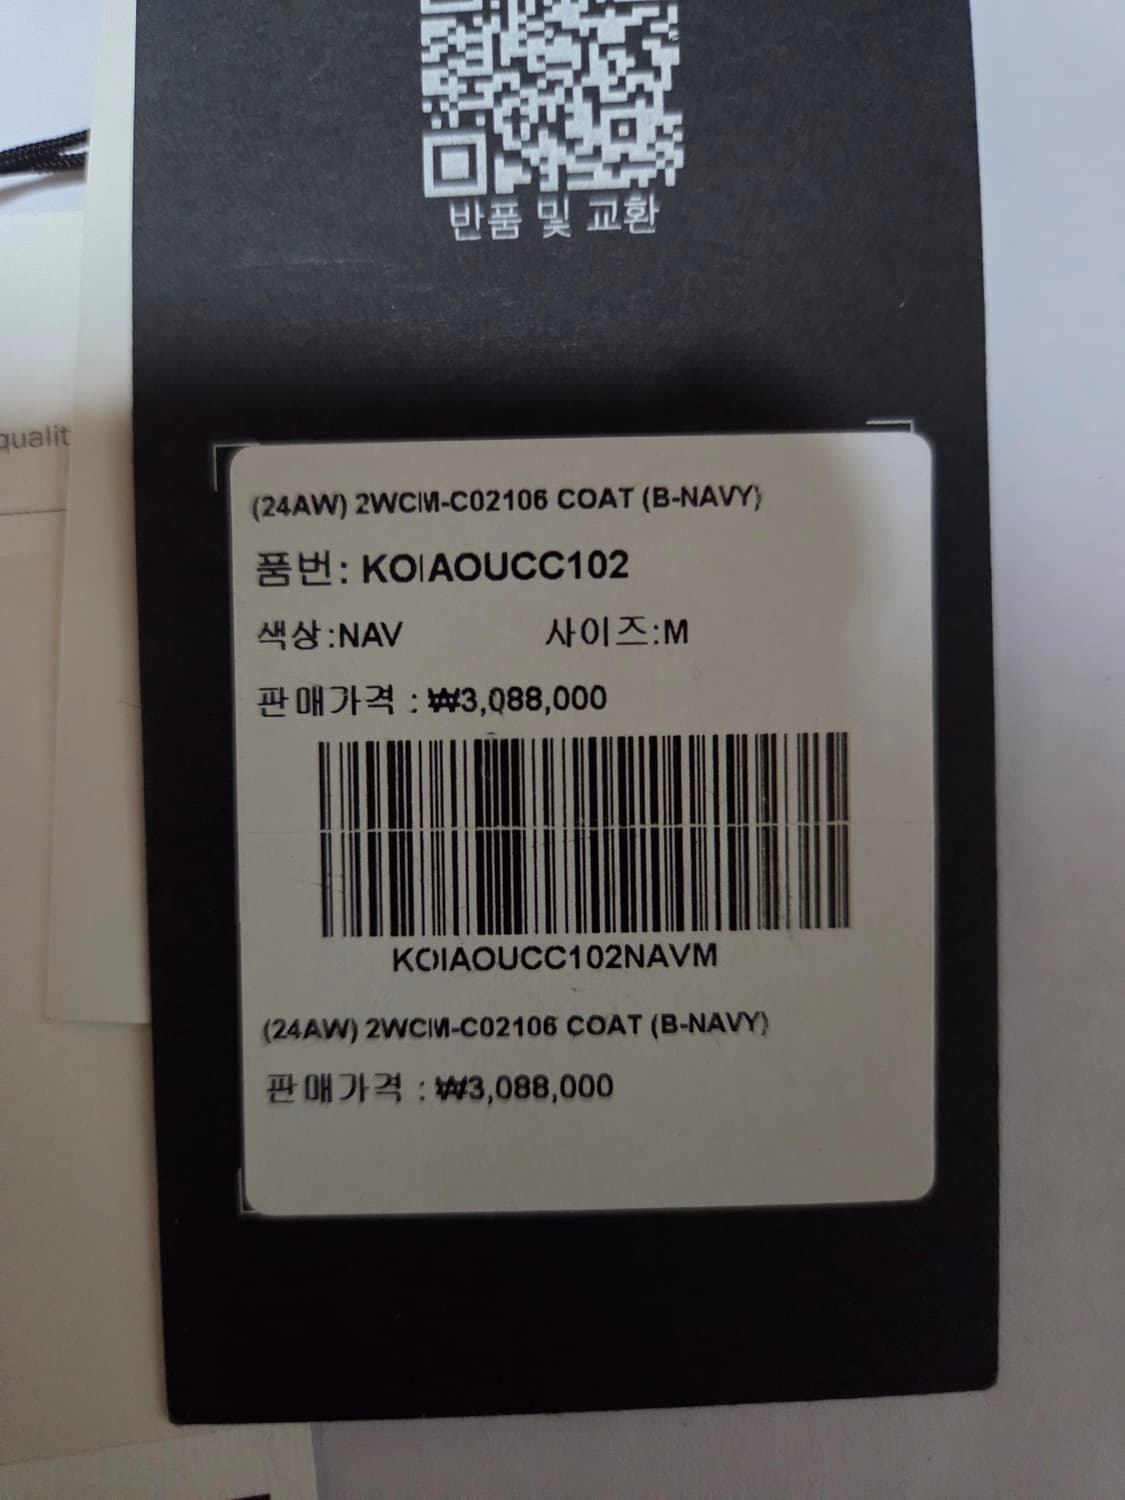 반품 및 교환
qualit
(24AW) 2WCM-C02106 COAT (B-NAVY)
품번: KOIAOUCC102
색상:NAV 사이즈:M
판매가격 : ₩3,088,000
KOIAOUCC102NAVM
(24AW) 2WCM-C02106 COAT (B-NAVY)
판매가격 : ₩3,088,000